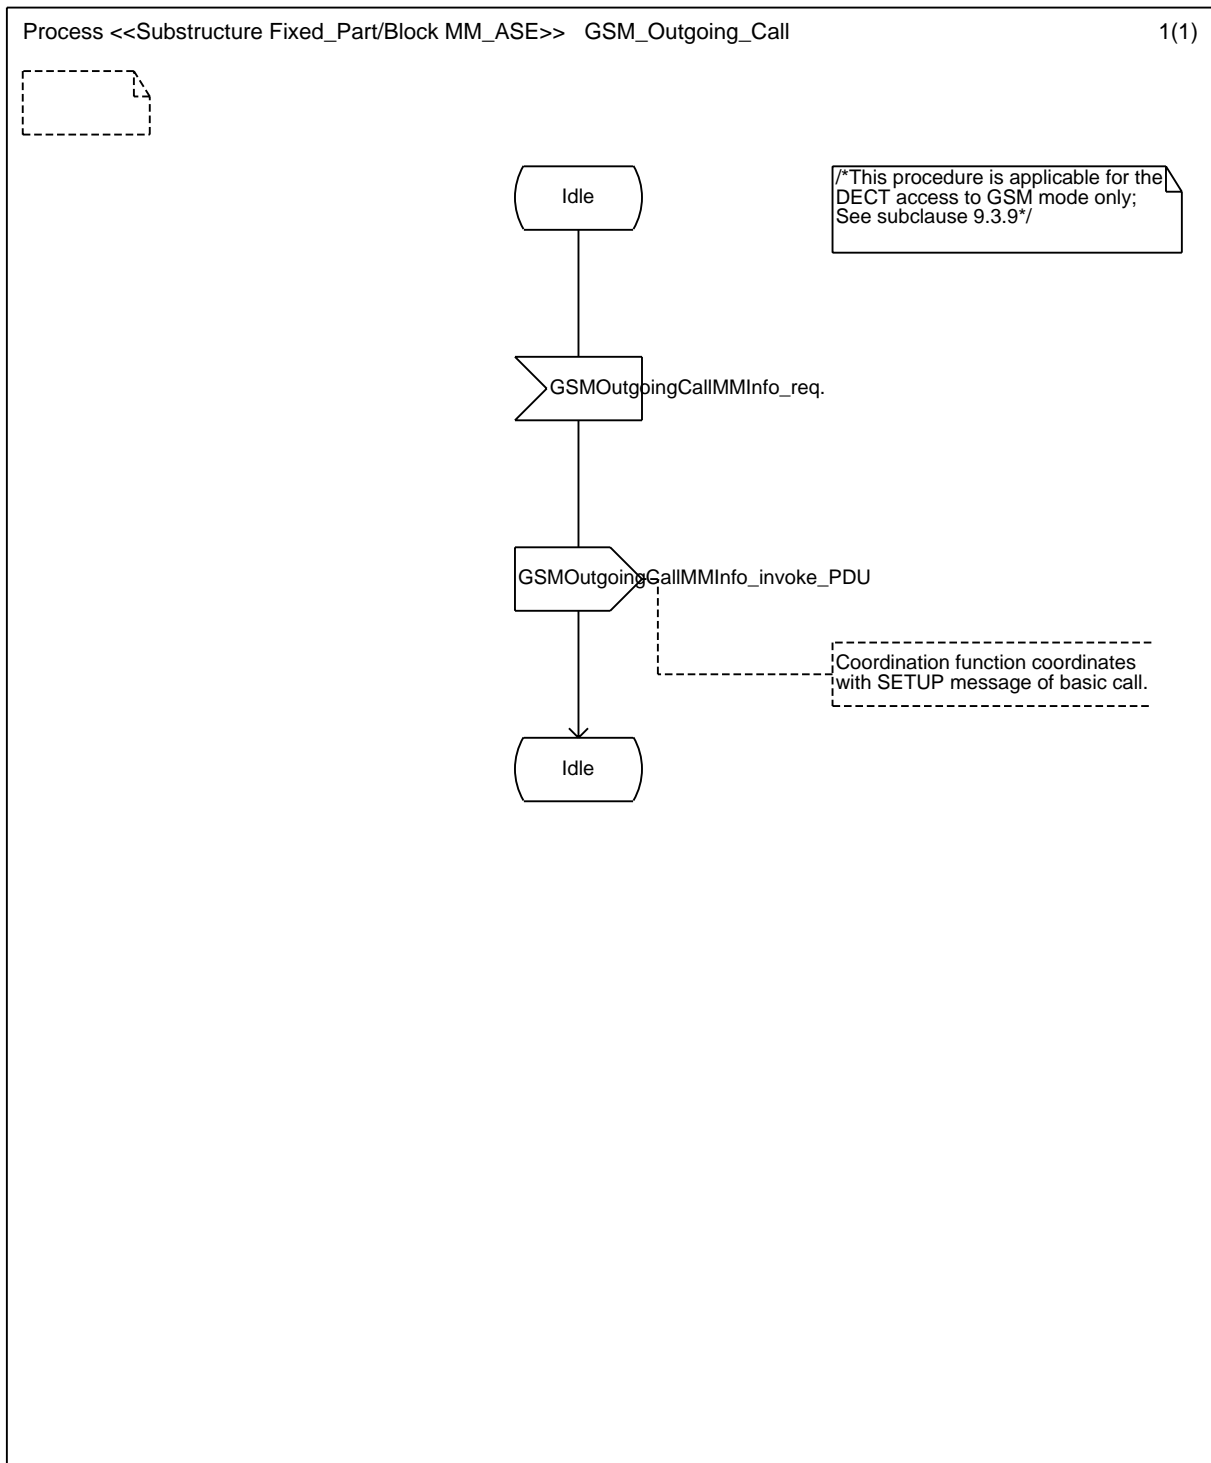 Process <<Substructure Fixed_Part/Block MM_ASE>> GSM_Outgoing_Call 1(1)
Idle
/*This procedure is applicable for the
DECT access to GSM mode only;
See subclause 9.3.9*/
GSMOutgoingCallMMInfo_req.
GSMOutgoingCallMMInfo_invoke_PDU
Coordination function coordinates
with SETUP message of basic call.
Idle